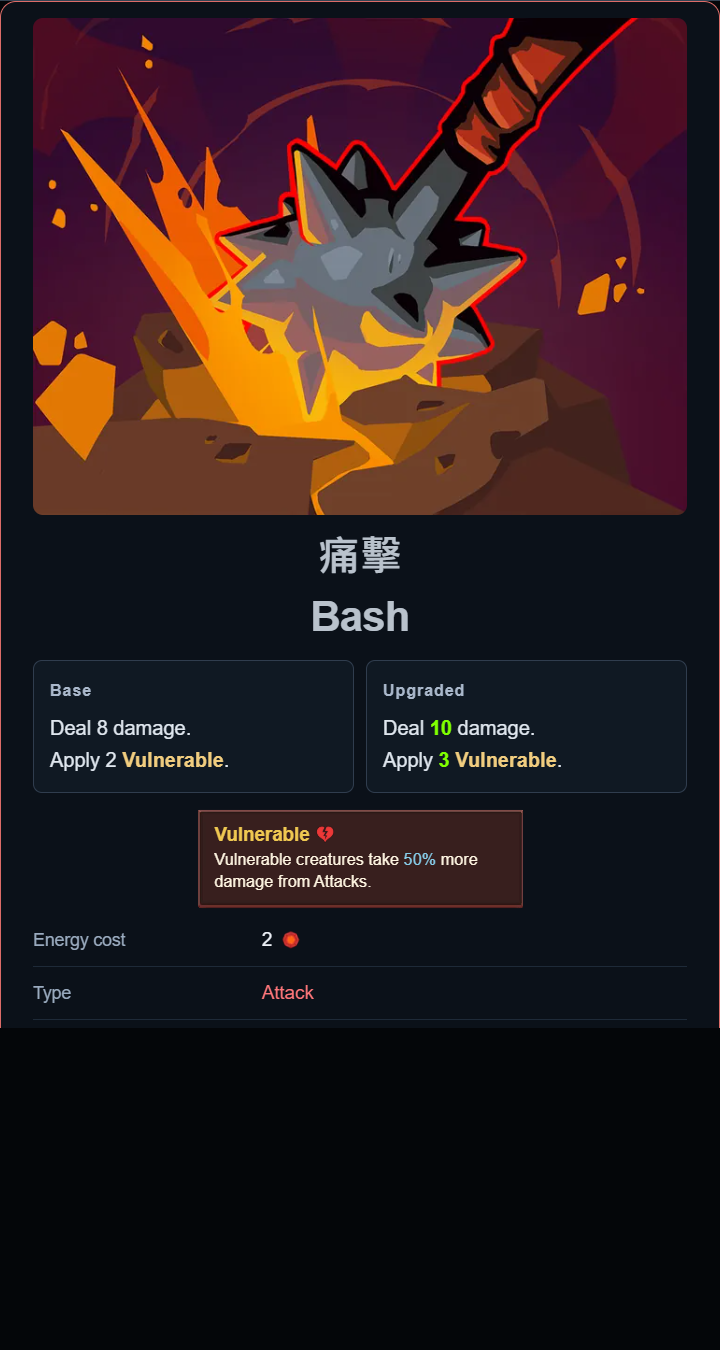 痛擊
Bash
Base
Deal 8 damage.
Apply 2 Vulnerable.
Upgraded
Deal 10 damage.
Apply 3 Vulnerable.
Vulnerable
Vulnerable creatures take 50% more
damage from Attacks.
Energy cost 2
Type Attack